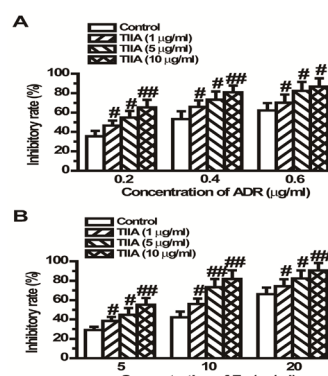 A
Control
TIIA (1 μg/ml)
TIIA (5 μg/ml)
TIIA (10 μg/ml)
Inhibitory rate (%)
100
80
60
40
20
0
# # ## # # ## # # #
0.2 0.4 0.6
Concentration of ADR (μg/ml)
B
Control
TIIA (1 μg/ml)
TIIA (5 μg/ml)
TIIA (10 μg/ml)
Inhibitory rate (%)
100
80
60
40
20
0
# # ## # ## ## # # ##
5 10 20